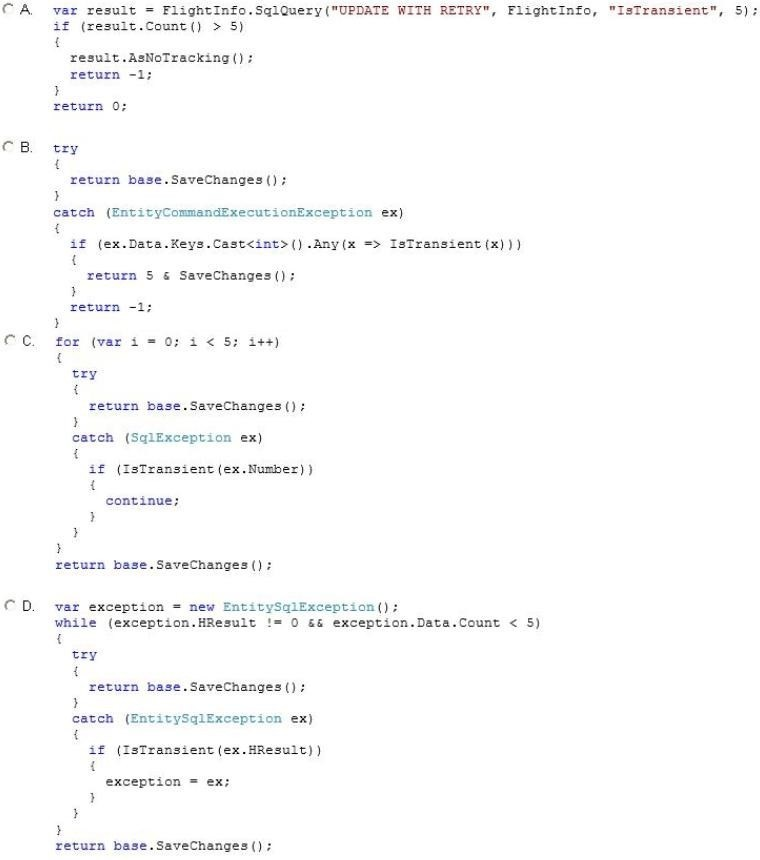 A. var result = FlightInfo.SqlQuery("UPDATE WITH RETRY", FlightInfo, "IsTransient", 5);
if (result.Count() > 5)
{
result.AsNoTracking();
return -1;
}
return 0;
B. try
{
return base.SaveChanges();
}
catch (EntityCommandExecutionException ex)
{
if (ex.Data.Keys.Cast<int>().Any(x => IsTransient(x)))
{
return 5 & SaveChanges();
}
return -1;
}
C. for (var i = 0; i < 5; i++)
{
try
{
return base.SaveChanges();
}
catch (SqlException ex)
{
if (IsTransient(ex.Number))
{
continue;
}
}
}
return base.SaveChanges();
D. var exception = new EntitySqlException();
while (exception.HResult != 0 && exception.Data.Count < 5)
{
try
{
return base.SaveChanges();
}
catch (EntitySqlException ex)
{
if (IsTransient(ex.HResult))
{
exception = ex;
}
}
}
return base.SaveChanges();